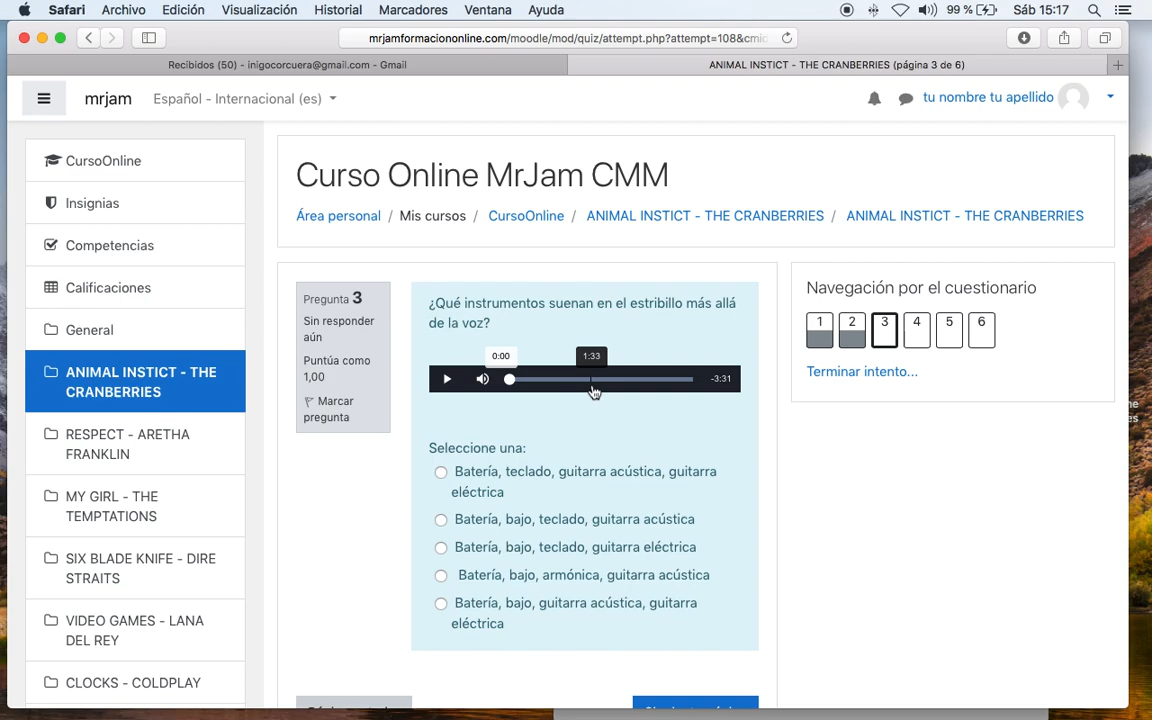 Safari Archivo Edición Visualización Historial Marcadores Ventana Ayuda 99 % Sáb 15:17
mrjamformaciononline.com/moodle/mod/quiz/attempt.php?attempt=108&cmi
Recibidos (50) - inigocorcuera@gmail.com - Gmail
ANIMAL INSTICT - THE CRANBERRIES (página 3 de 6)
mrjam Español - Internacional (es) tu nombre tu apellido
CursoOnline
Insignias
Competencias
Calificaciones
General
ANIMAL INSTICT - THE
CRANBERRIES
RESPECT - ARETHA
FRANKLIN
MY GIRL - THE
TEMPTATIONS
SIX BLADE KNIFE - DIRE
STRAITS
VIDEO GAMES - LANA
DEL REY
CLOCKS - COLDPLAY
Curso Online MrJam CMM
Área personal / Mis cursos / CursoOnline / ANIMAL INSTICT - THE CRANBERRIES / ANIMAL INSTICT - THE CRANBERRIES
Pregunta 3
Sin responder
aún
Puntúa como
1,00
Marcar
pregunta
¿Qué instrumentos suenan en el estribillo más allá
de la voz?
0:00 1:33
-3:31
Seleccione una:
Batería, teclado, guitarra acústica, guitarra
eléctrica
Batería, bajo, teclado, guitarra acústica
Batería, bajo, teclado, guitarra eléctrica
Batería, bajo, armónica, guitarra acústica
Batería, bajo, guitarra acústica, guitarra
eléctrica
Navegación por el cuestionario
1 2 3 4 5 6
Terminar intento...